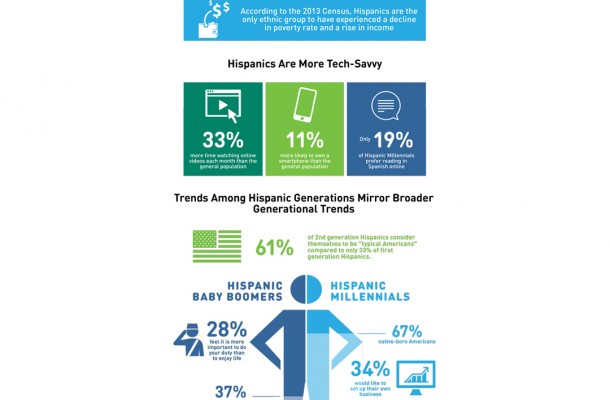 $ $ $
According to the 2013 Census, Hispanics are the
only ethnic group to have experienced a decline
in poverty rate and a rise in income
Hispanics Are More Tech-Savvy
33%
more time watching online
videos each month than the
general population
11%
more likely to own a
smartphone than the
general population
Only 19%
of Hispanic Millennials
prefer reading in
Spanish online
Trends Among Hispanic Generations Mirror Broader
Generational Trends
61%
of 2nd generation Hispanics consider
themselves to be "typical Americans"
compared to only 33% of first
generation Hispanics.
HISPANIC
BABY BOOMERS
HISPANIC
MILLENNIALS
28%
feel it is more
important to do
your duty than
to enjoy life
67%
native-born Americans
34%
would like
to set up their own
business
37%